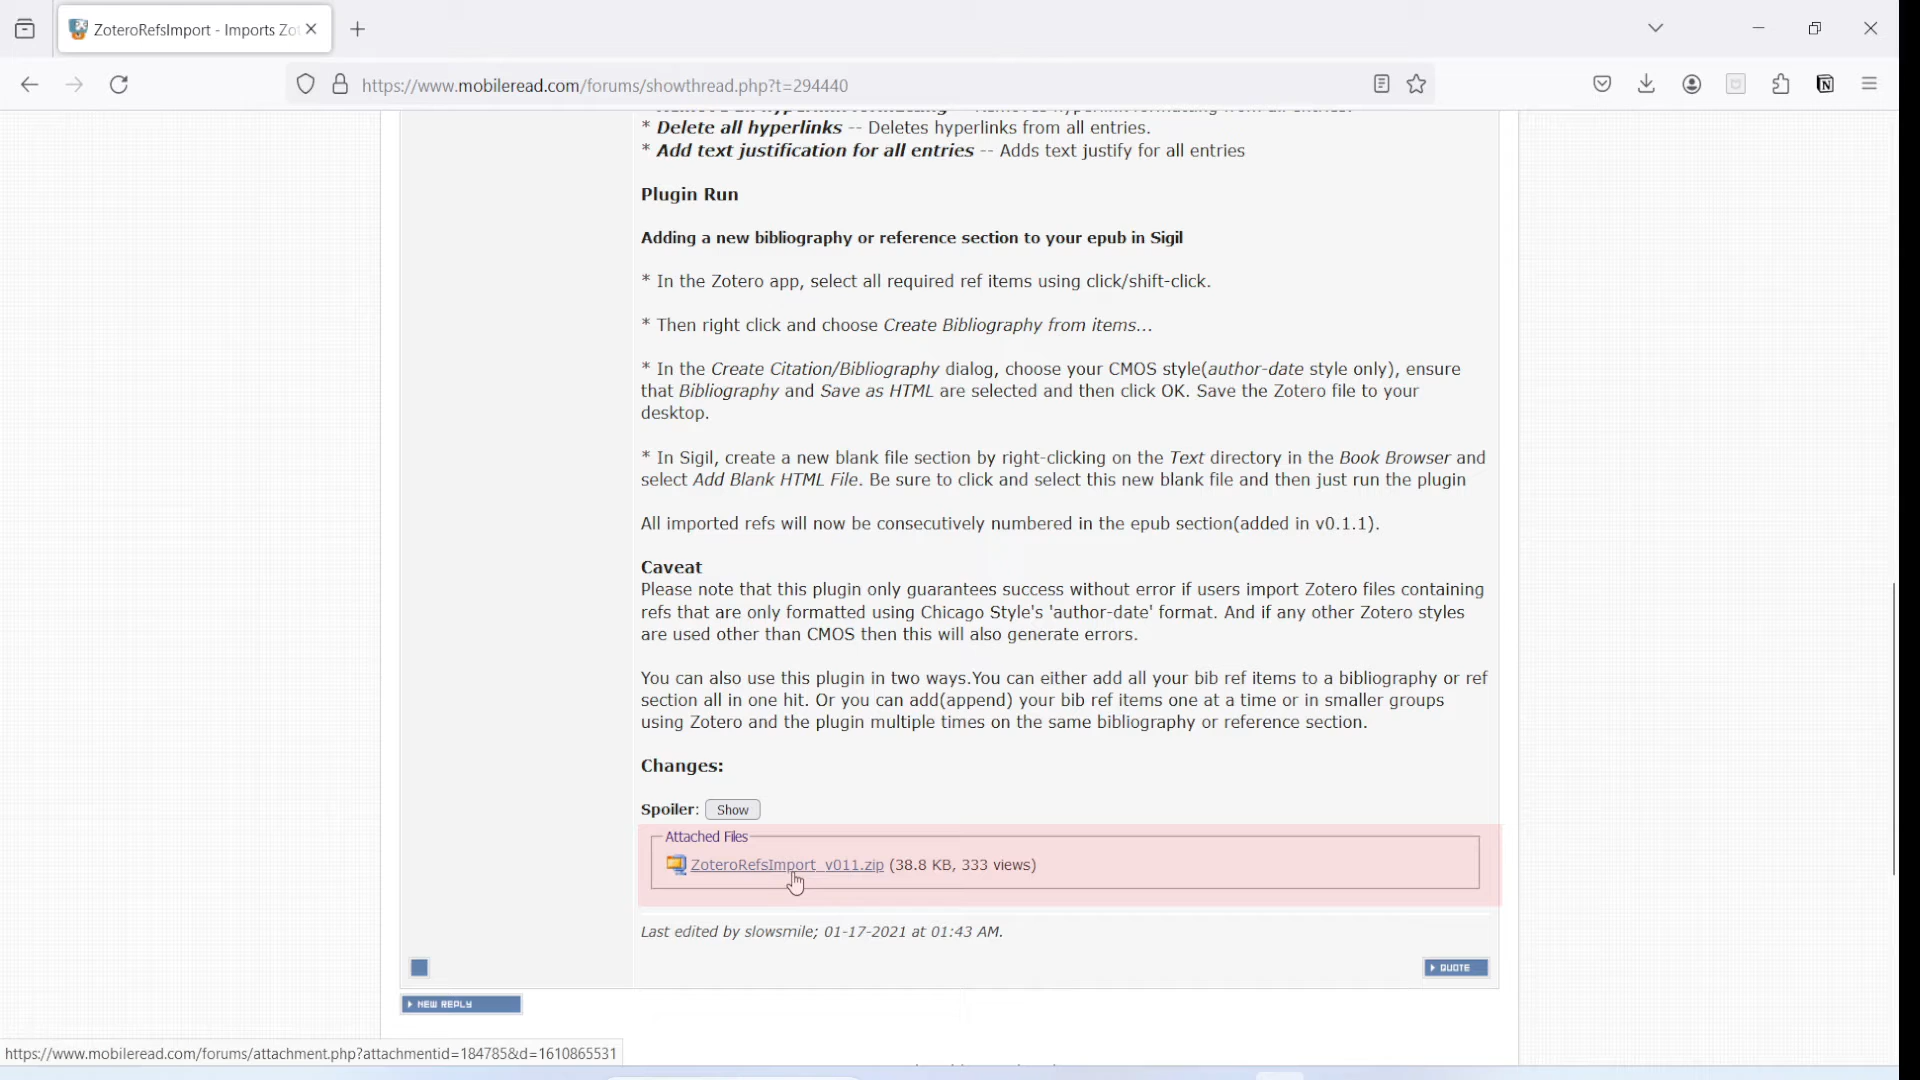 ZoteroRefsImport - Imports Zot
https://www.mobileread.com/forums/showthread.php?t=294440
* Delete all hyperlinks -- Deletes hyperlinks from all entries.
* Add text justification for all entries -- Adds text justify for all entries
Plugin Run
Adding a new bibliography or reference section to your epub in Sigil
* In the Zotero app, select all required ref items using click/shift-click.
* Then right click and choose Create Bibliography from items...
* In the Create Citation/Bibliography dialog, choose your CMOS style(author-date style only), ensure
that Bibliography and Save as HTML are selected and then click OK. Save the Zotero file to your
desktop.
* In Sigil, create a new blank file section by right-clicking on the Text directory in the Book Browser and
select Add Blank HTML File. Be sure to click and select this new blank file and then just run the plugin
All imported refs will now be consecutively numbered in the epub section(added in v0.1.1).
Caveat
Please note that this plugin only guarantees success without error if users import Zotero files containing
refs that are only formatted using Chicago Style's 'author-date' format. And if any other Zotero styles
are used other than CMOS then this will also generate errors.
You can also use this plugin in two ways.You can either add all your bib ref items to a bibliography or ref
section all in one hit. Or you can add(append) your bib ref items one at a time or in smaller groups
using Zotero and the plugin multiple times on the same bibliography or reference section.
Changes:
Spoiler: Show
Attached Files
ZoteroRefsImport_v011.zip (38.8 KB, 333 views)
Last edited by slowsmile; 01-17-2021 at 01:43 AM.
QUOTE
NEW REPLY
https://www.mobileread.com/forums/attachment.php?attachmentid=184785&d=1610865531